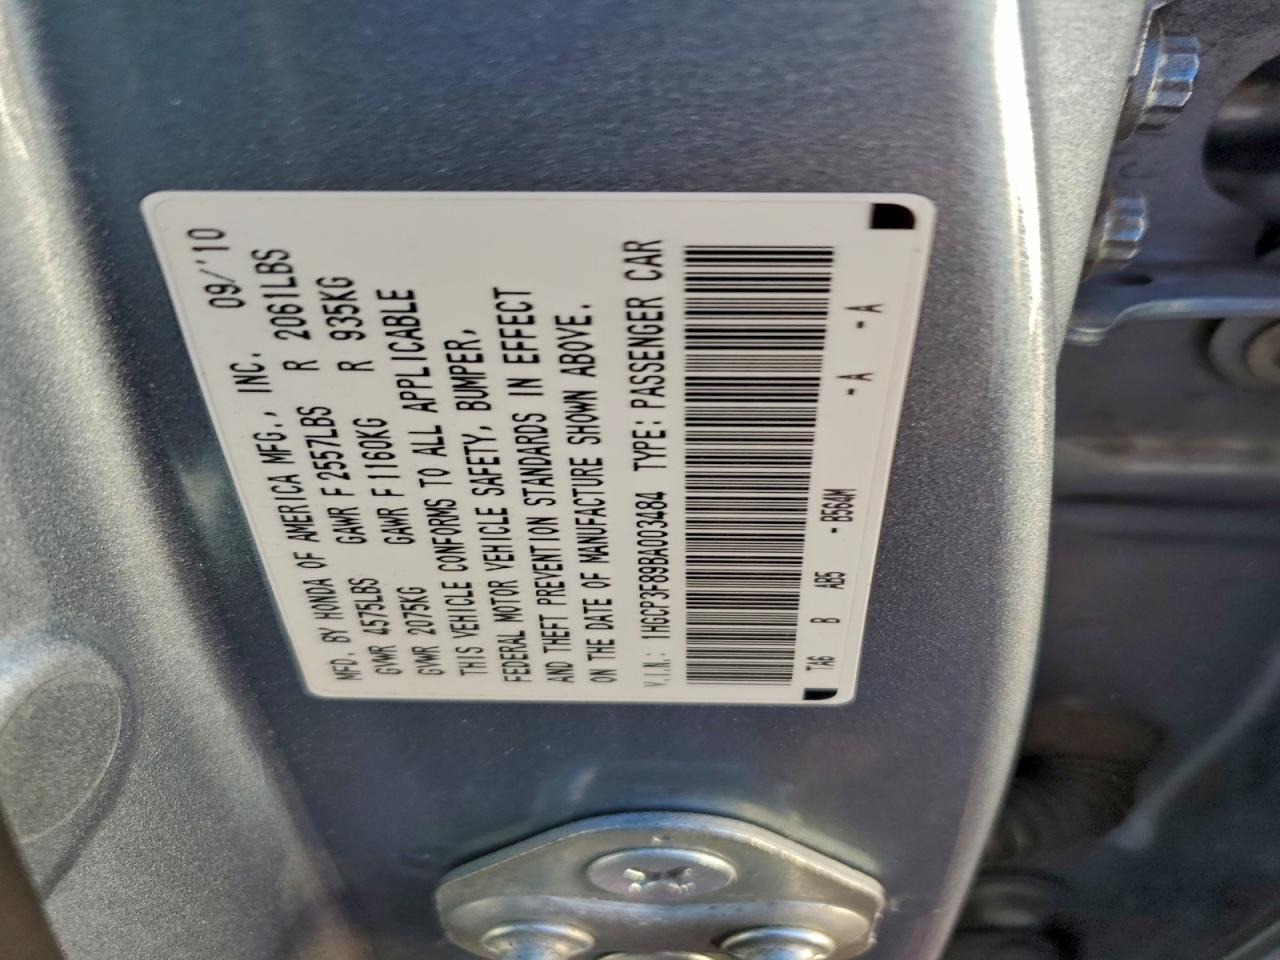 MFD. BY HONDA OF AMERICA MFG., INC. 09/'10
GVWR 4575LBS GAWR F 2557LBS R 2061LBS
GVWR 2075KG GAWR F 1160KG R 935KG
THIS VEHICLE CONFORMS TO ALL APPLICABLE
FEDERAL MOTOR VEHICLE SAFETY, BUMPER,
AND THEFT PREVENTION STANDARDS IN EFFECT
ON THE DATE OF MANUFACTURE SHOWN ABOVE.
V.I.N.: 1HGCP3F89BA003484 TYPE: PASSENGER CAR
TA6 B AB5 - B564M - A - A